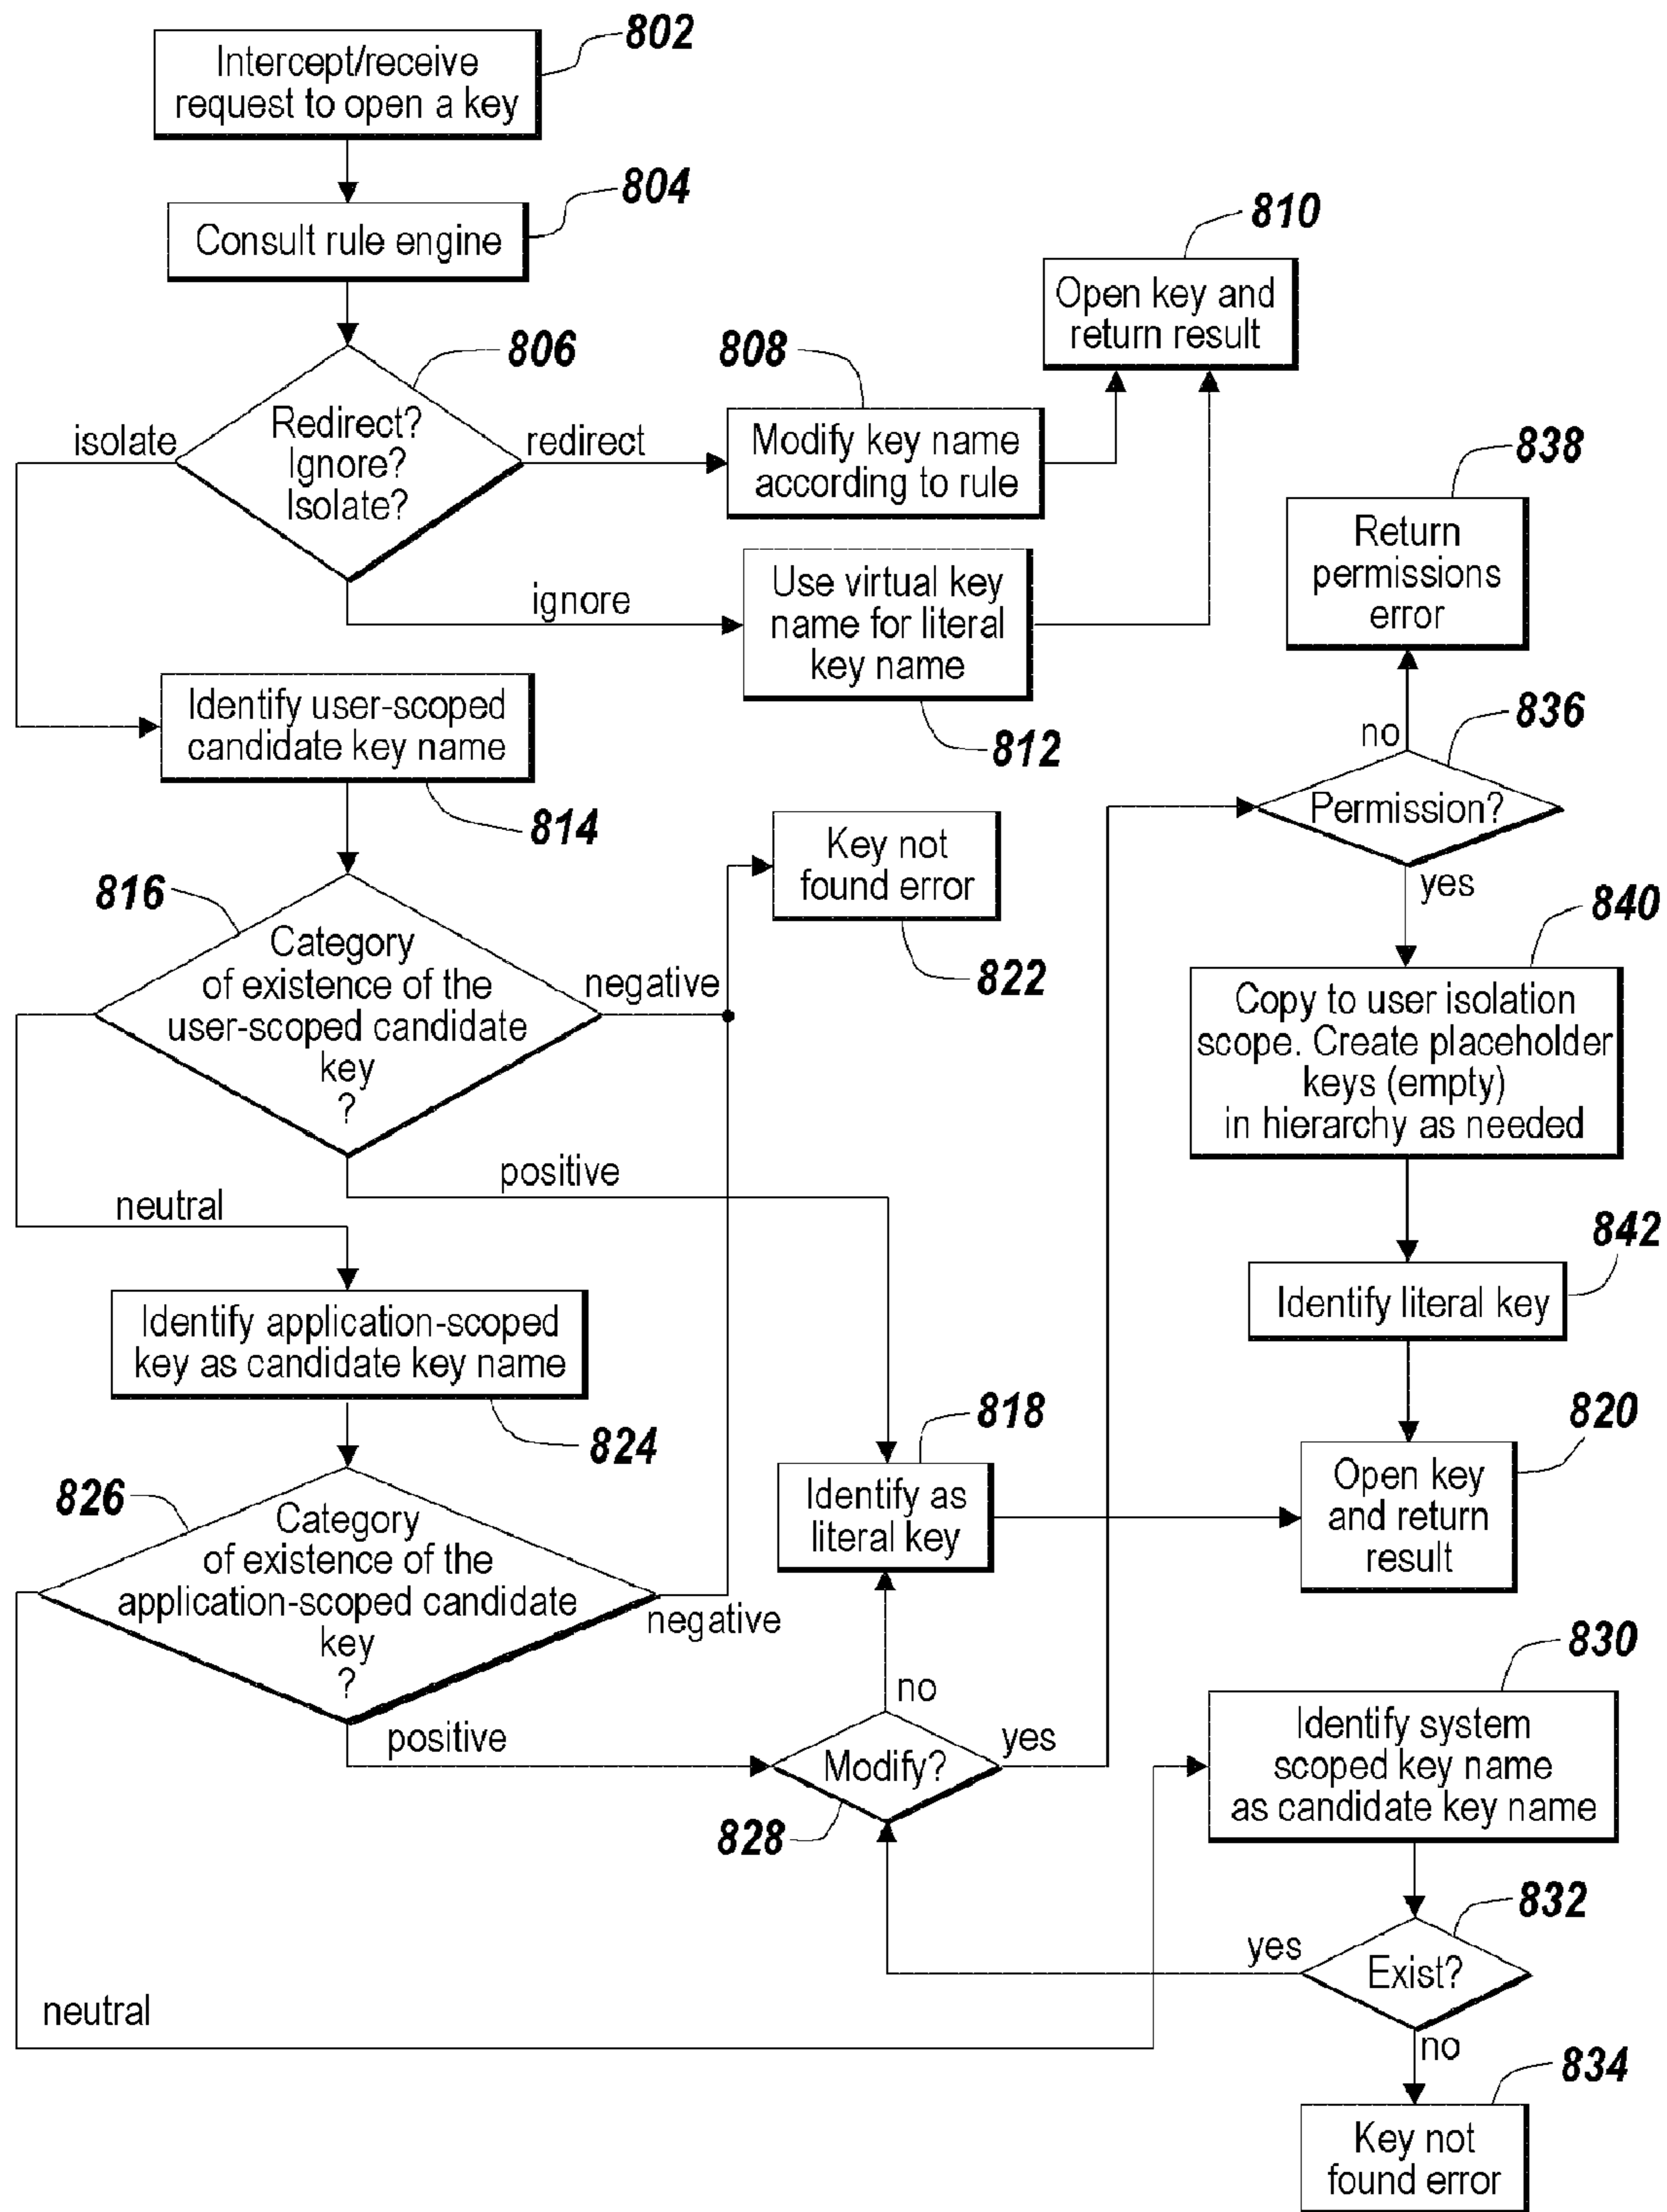 802
Intercept/receive
request to open a key
804
Consult rule engine
806
Redirect?
Ignore?
Isolate?
isolate
redirect
ignore
808
Modify key name
according to rule
810
Open key and
return result
Use virtual key
name for literal
key name
812
838
Return
permissions
error
no
836
Permission?
yes
Identify user-scoped
candidate key name
814
816
Category
of existence of the
user-scoped candidate
key
?
negative
positive
neutral
Key not
found error
822
840
Copy to user isolation
scope. Create placeholder
keys (empty)
in hierarchy as needed
842
Identify literal key
820
Open key
and return
result
Identify application-scoped
key as candidate key name
824
826
Category
of existence of the
application-scoped candidate
key
?
negative
positive
neutral
818
Identify as
literal key
no
Modify?
yes
828
830
Identify system
scoped key name
as candidate key name
832
Exist?
yes
no
834
Key not
found error